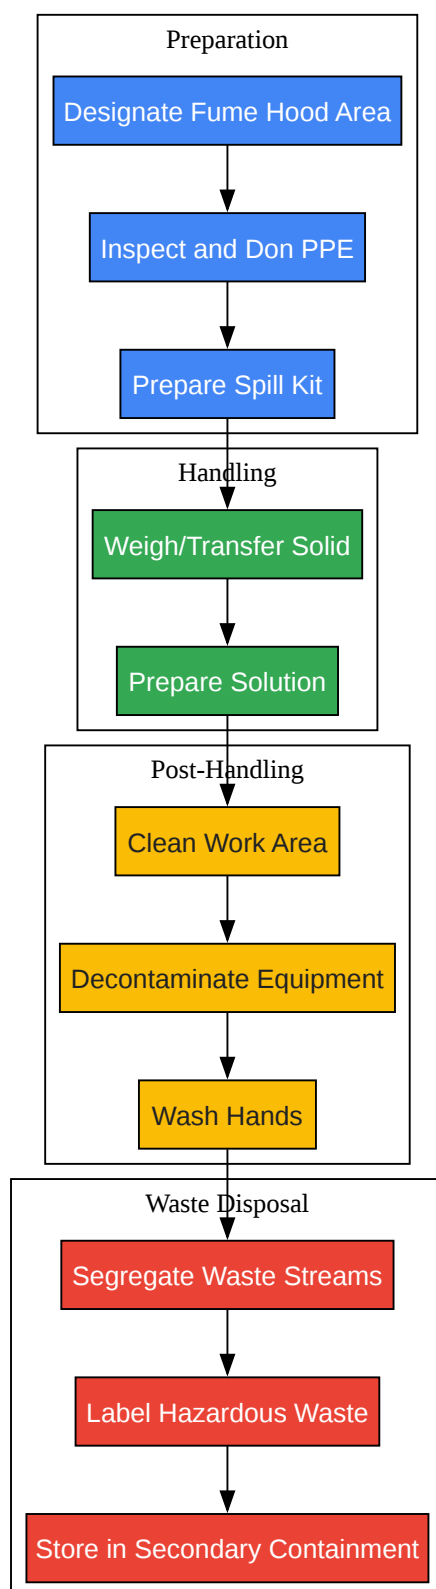 Preparation
Designate Fume Hood Area
Inspect and Don PPE
Prepare Spill Kit
Handling
Weigh/Transfer Solid
Prepare Solution
Post-Handling
Clean Work Area
Decontaminate Equipment
Wash Hands
Waste Disposal
Segregate Waste Streams
Label Hazardous Waste
Store in Secondary Containment